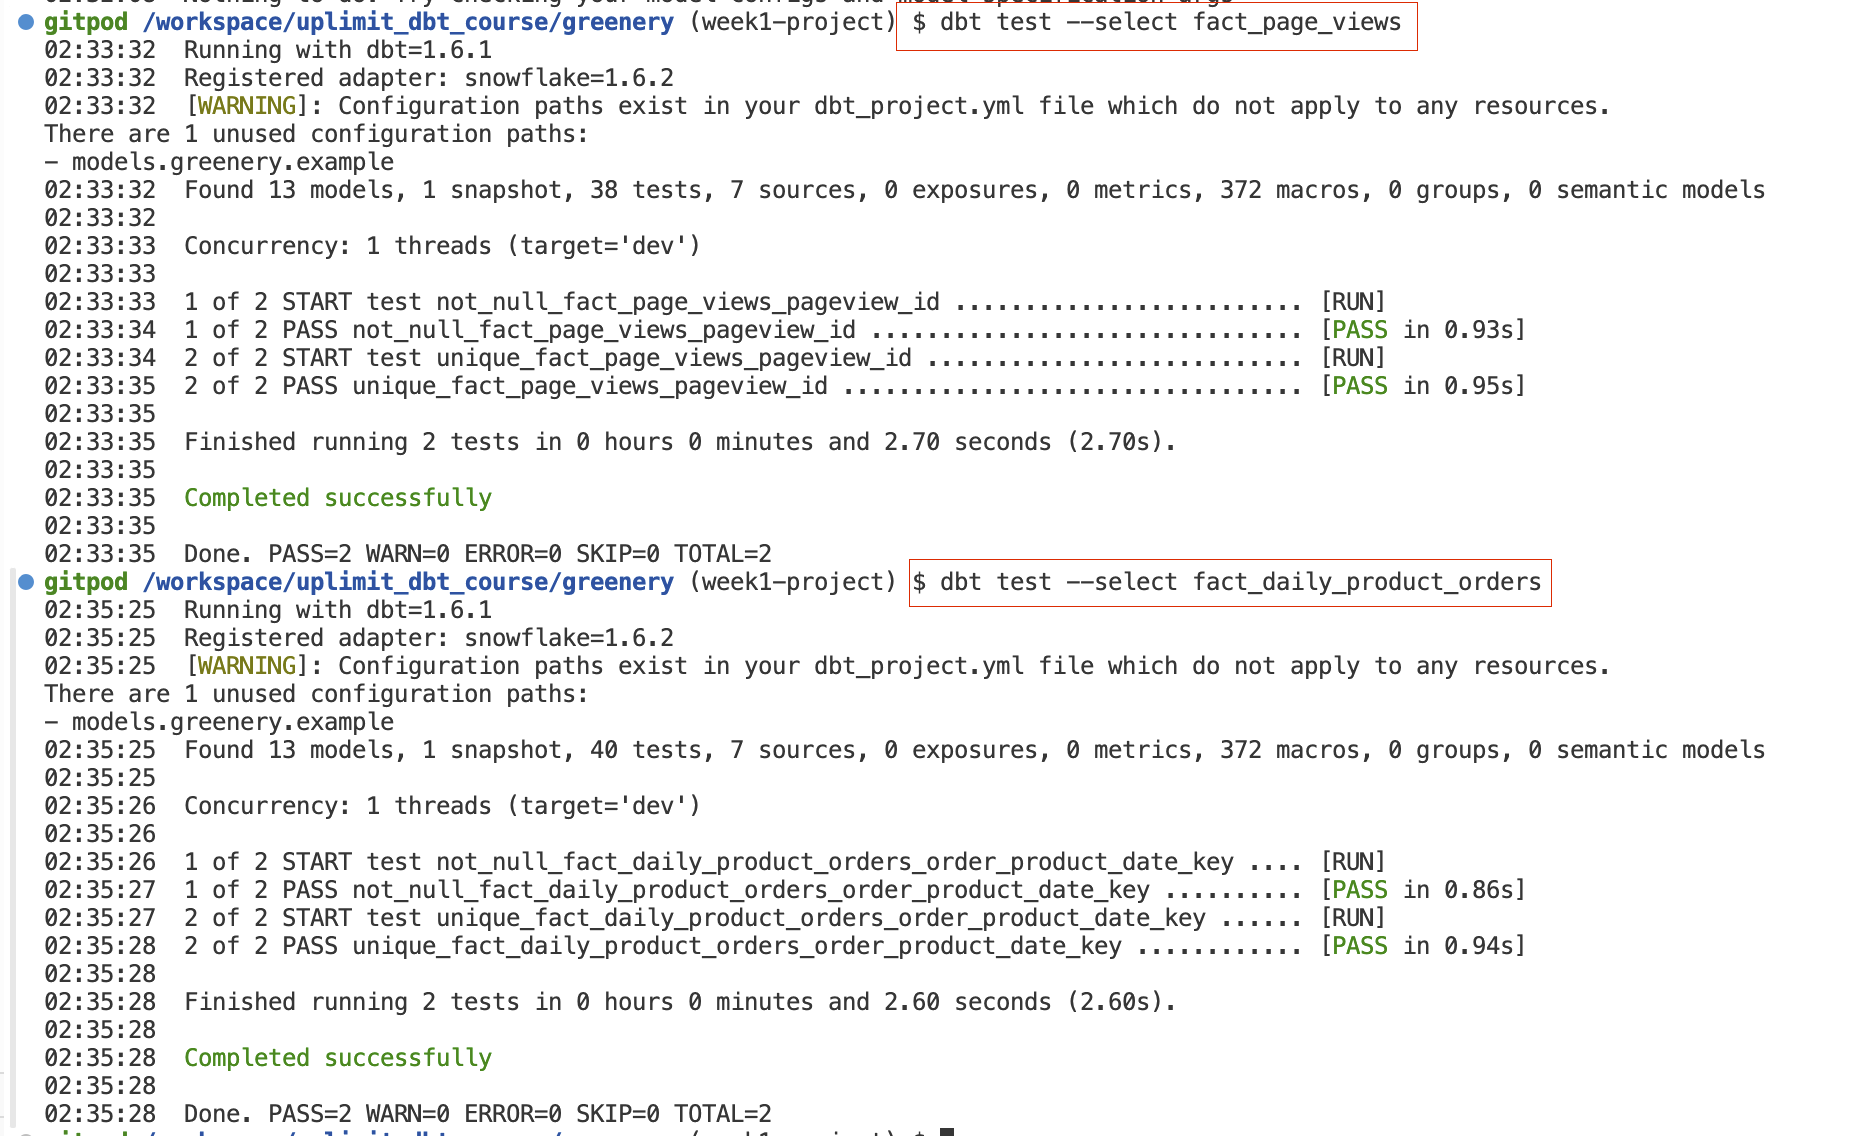 gitpod /workspace/uplimit_dbt_course/greenery (week1-project) $ dbt test --select fact_page_views
02:33:32  Running with dbt=1.6.1
02:33:32  Registered adapter: snowflake=1.6.2
02:33:32  [WARNING]: Configuration paths exist in your dbt_project.yml file which do not apply to any resources.
There are 1 unused configuration paths:
- models.greenery.example
02:33:32  Found 13 models, 1 snapshot, 38 tests, 7 sources, 0 exposures, 0 metrics, 372 macros, 0 groups, 0 semantic models
02:33:32
02:33:33  Concurrency: 1 threads (target='dev')
02:33:33
02:33:33  1 of 2 START test not_null_fact_page_views_pageview_id ......................... [RUN]
02:33:34  1 of 2 PASS not_null_fact_page_views_pageview_id ............................... [PASS in 0.93s]
02:33:34  2 of 2 START test unique_fact_page_views_pageview_id ........................... [RUN]
02:33:35  2 of 2 PASS unique_fact_page_views_pageview_id ................................. [PASS in 0.95s]
02:33:35
02:33:35  Finished running 2 tests in 0 hours 0 minutes and 2.70 seconds (2.70s).
02:33:35
02:33:35  Completed successfully
02:33:35
02:33:35  Done. PASS=2 WARN=0 ERROR=0 SKIP=0 TOTAL=2
gitpod /workspace/uplimit_dbt_course/greenery (week1-project) $ dbt test --select fact_daily_product_orders
02:35:25  Running with dbt=1.6.1
02:35:25  Registered adapter: snowflake=1.6.2
02:35:25  [WARNING]: Configuration paths exist in your dbt_project.yml file which do not apply to any resources.
There are 1 unused configuration paths:
- models.greenery.example
02:35:25  Found 13 models, 1 snapshot, 40 tests, 7 sources, 0 exposures, 0 metrics, 372 macros, 0 groups, 0 semantic models
02:35:25
02:35:26  Concurrency: 1 threads (target='dev')
02:35:26
02:35:26  1 of 2 START test not_null_fact_daily_product_orders_order_product_date_key .... [RUN]
02:35:27  1 of 2 PASS not_null_fact_daily_product_orders_order_product_date_key .......... [PASS in 0.86s]
02:35:27  2 of 2 START test unique_fact_daily_product_orders_order_product_date_key ...... [RUN]
02:35:28  2 of 2 PASS unique_fact_daily_product_orders_order_product_date_key ............ [PASS in 0.94s]
02:35:28
02:35:28  Finished running 2 tests in 0 hours 0 minutes and 2.60 seconds (2.60s).
02:35:28
02:35:28  Completed successfully
02:35:28
02:35:28  Done. PASS=2 WARN=0 ERROR=0 SKIP=0 TOTAL=2